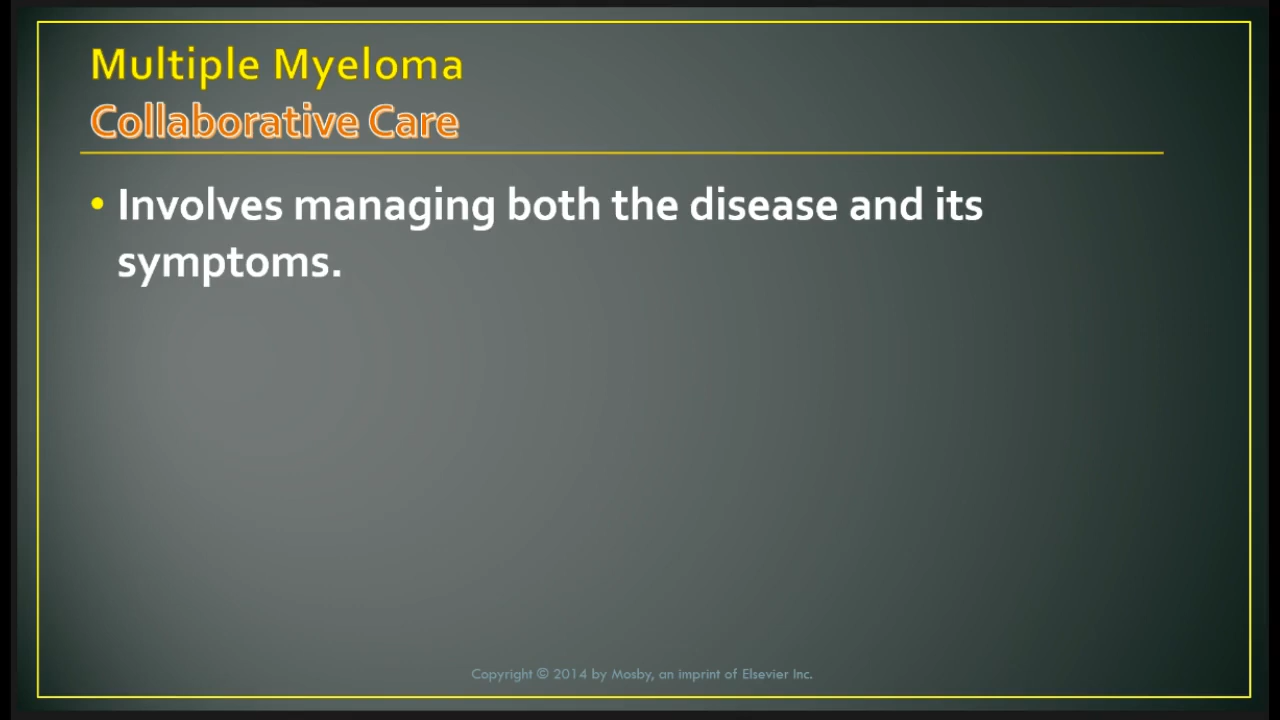 Multiple Myeloma
Collaborative Care
• Involves managing both the disease and its
symptoms.
Copyright © 2014 by Mosby, an imprint of Elsevier Inc.